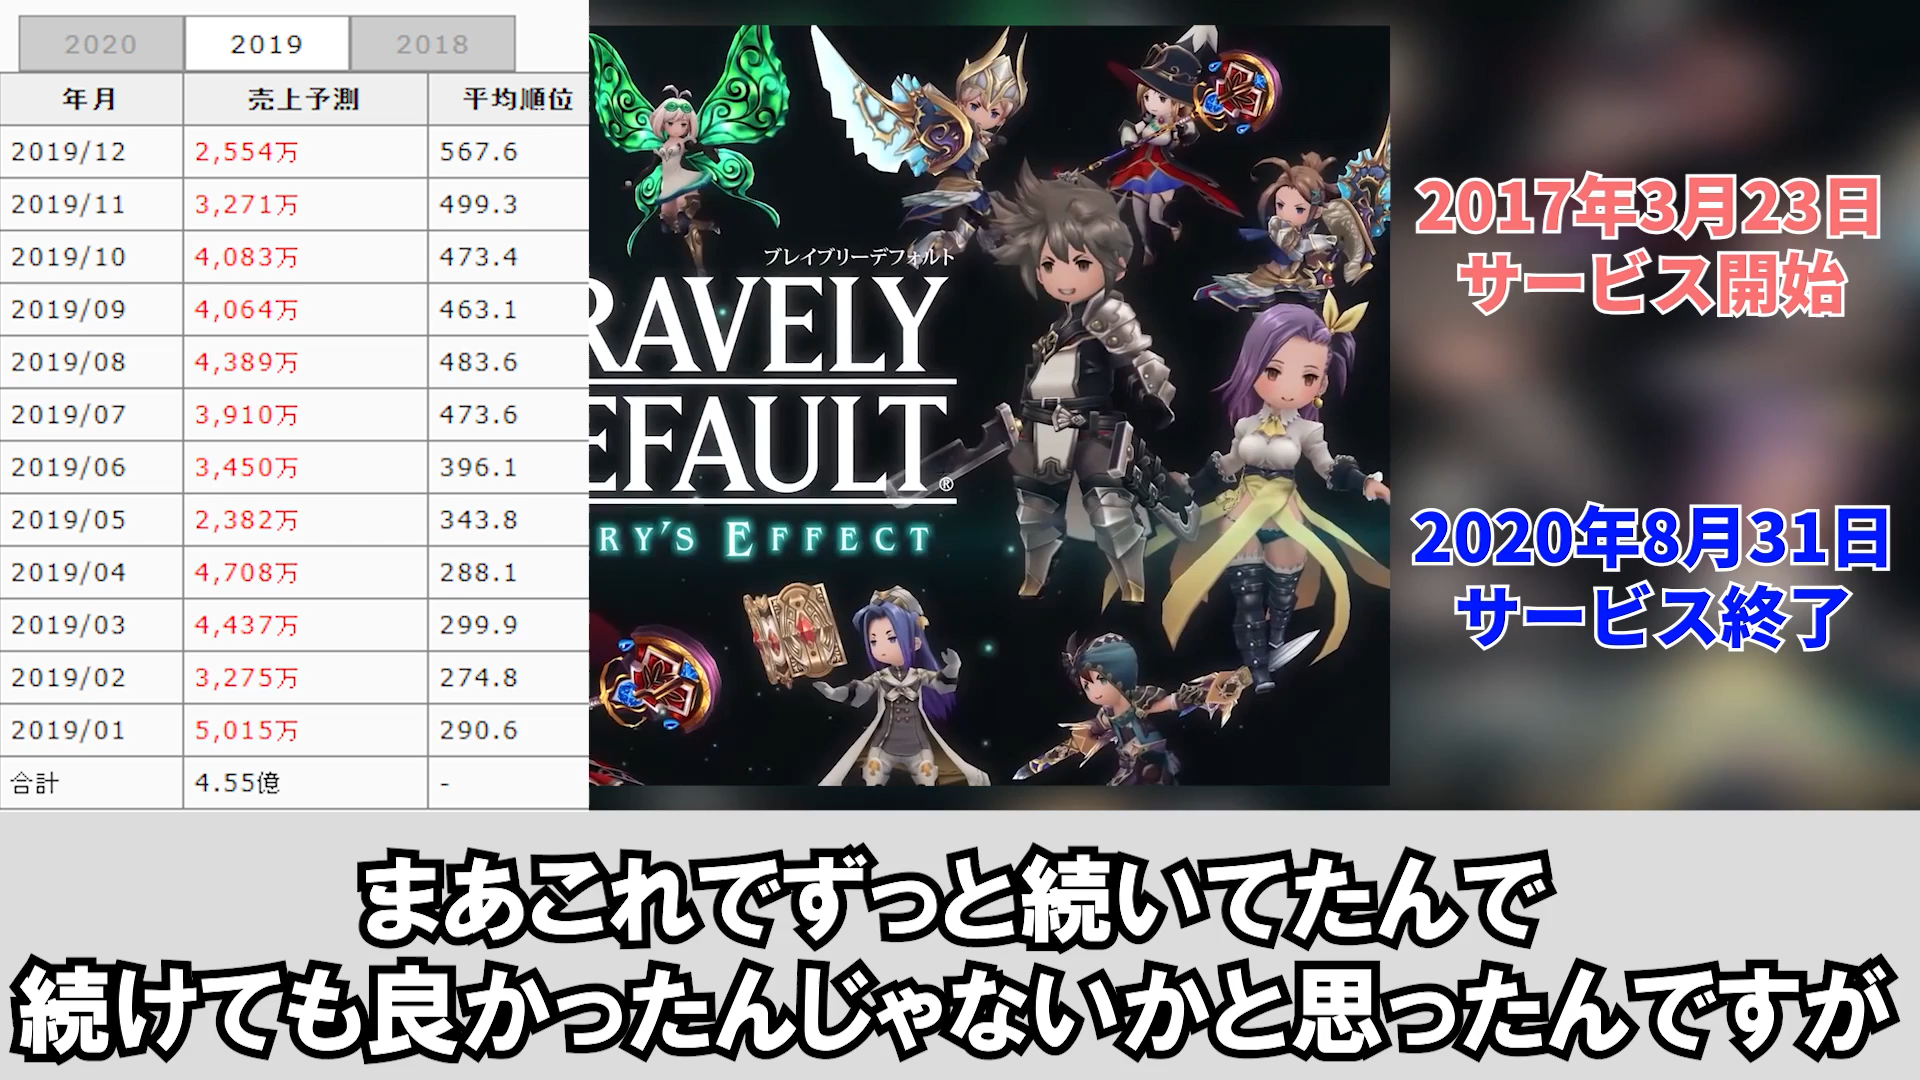 2020 2019 2018
年月 売上予測 平均順位
2019/12 2,554万 567.6
2019/11 3,271万 499.3
2019/10 4,083万 473.4
2019/09 4,064万 463.1
2019/08 4,389万 483.6
2019/07 3,910万 473.6
2019/06 3,450万 396.1
2019/05 2,382万 343.8
2019/04 4,708万 288.1
2019/03 4,437万 299.9
2019/02 3,275万 274.8
2019/01 5,015万 290.6
合計 4.55億 -
ブレイブリーデフォルト
RAVELY
EFAULT®
RY'S EFFECT
2017年3月23日
サービス開始
2020年8月31日
サービス終了
まあこれでずっと続いてたんで
続けても良かったんじゃないかと思ったんですが